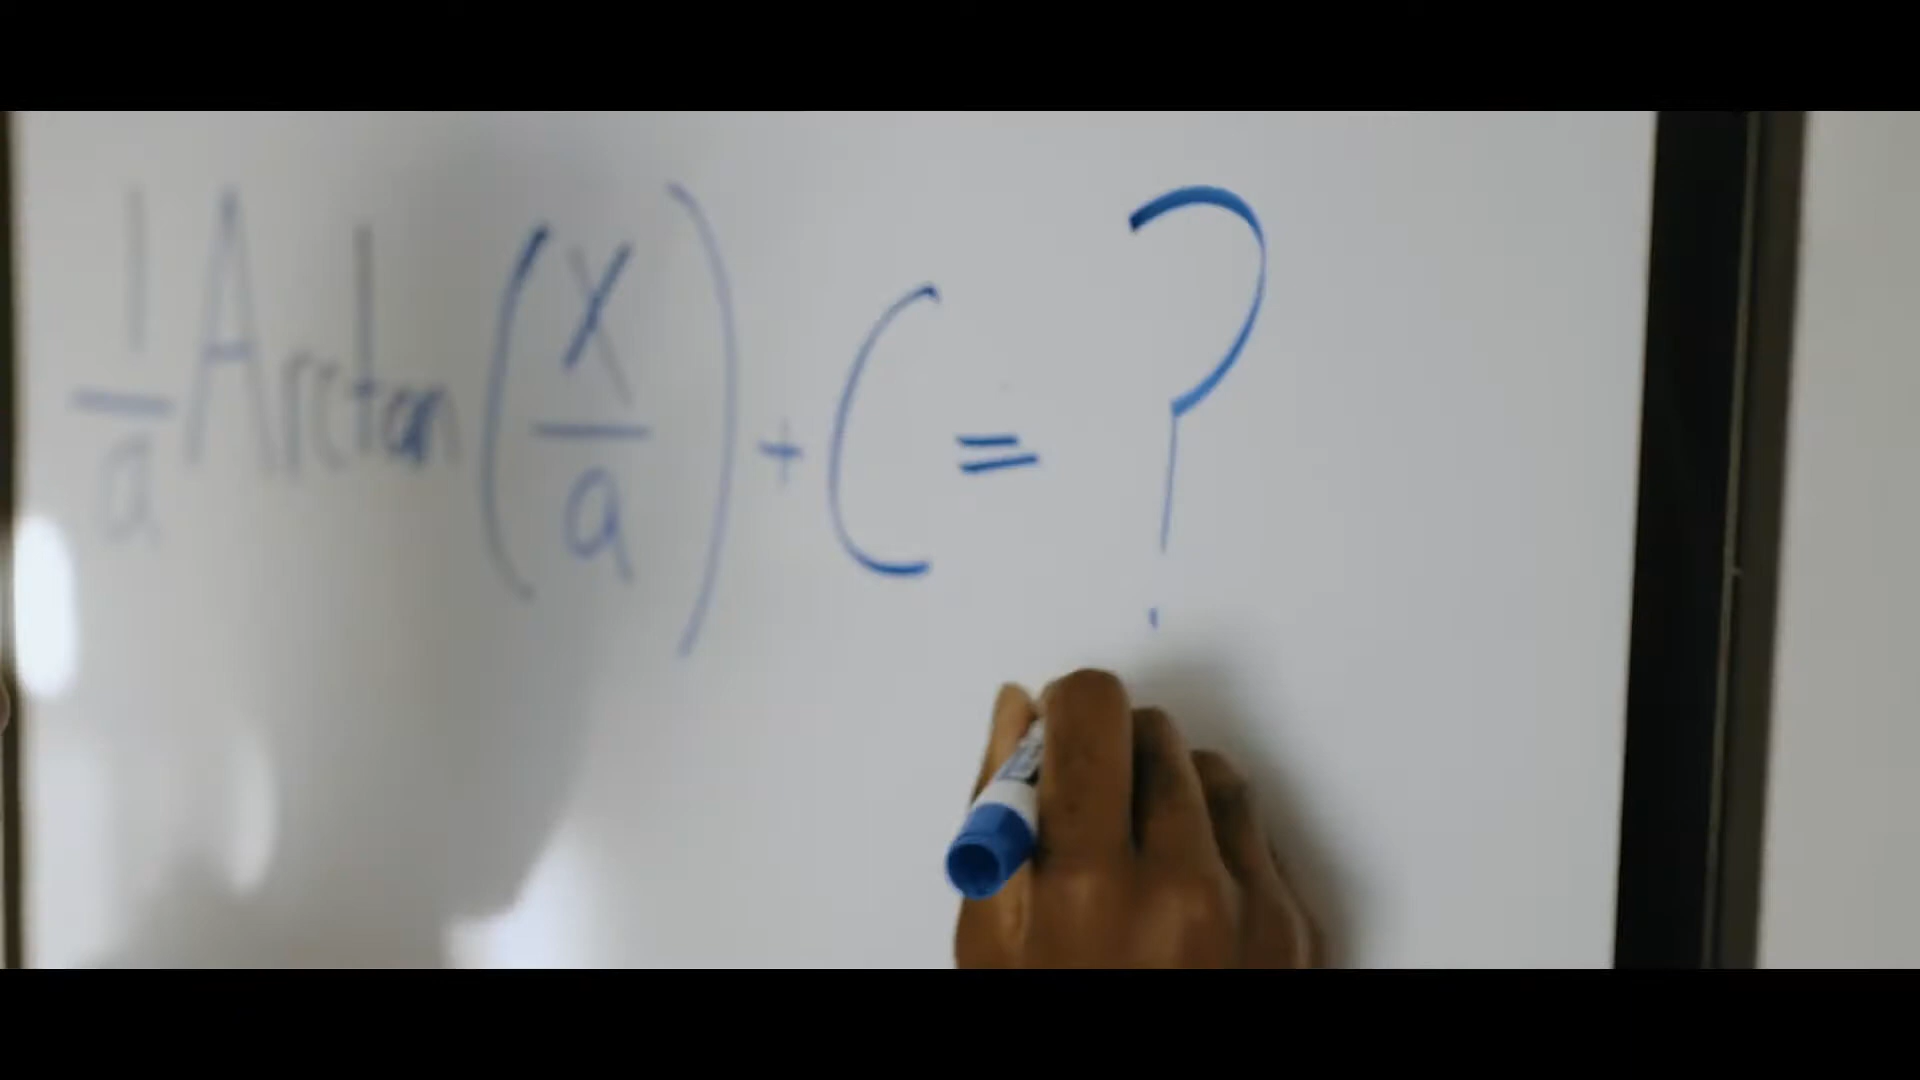 1/a Arctan (x/a) + C = ?